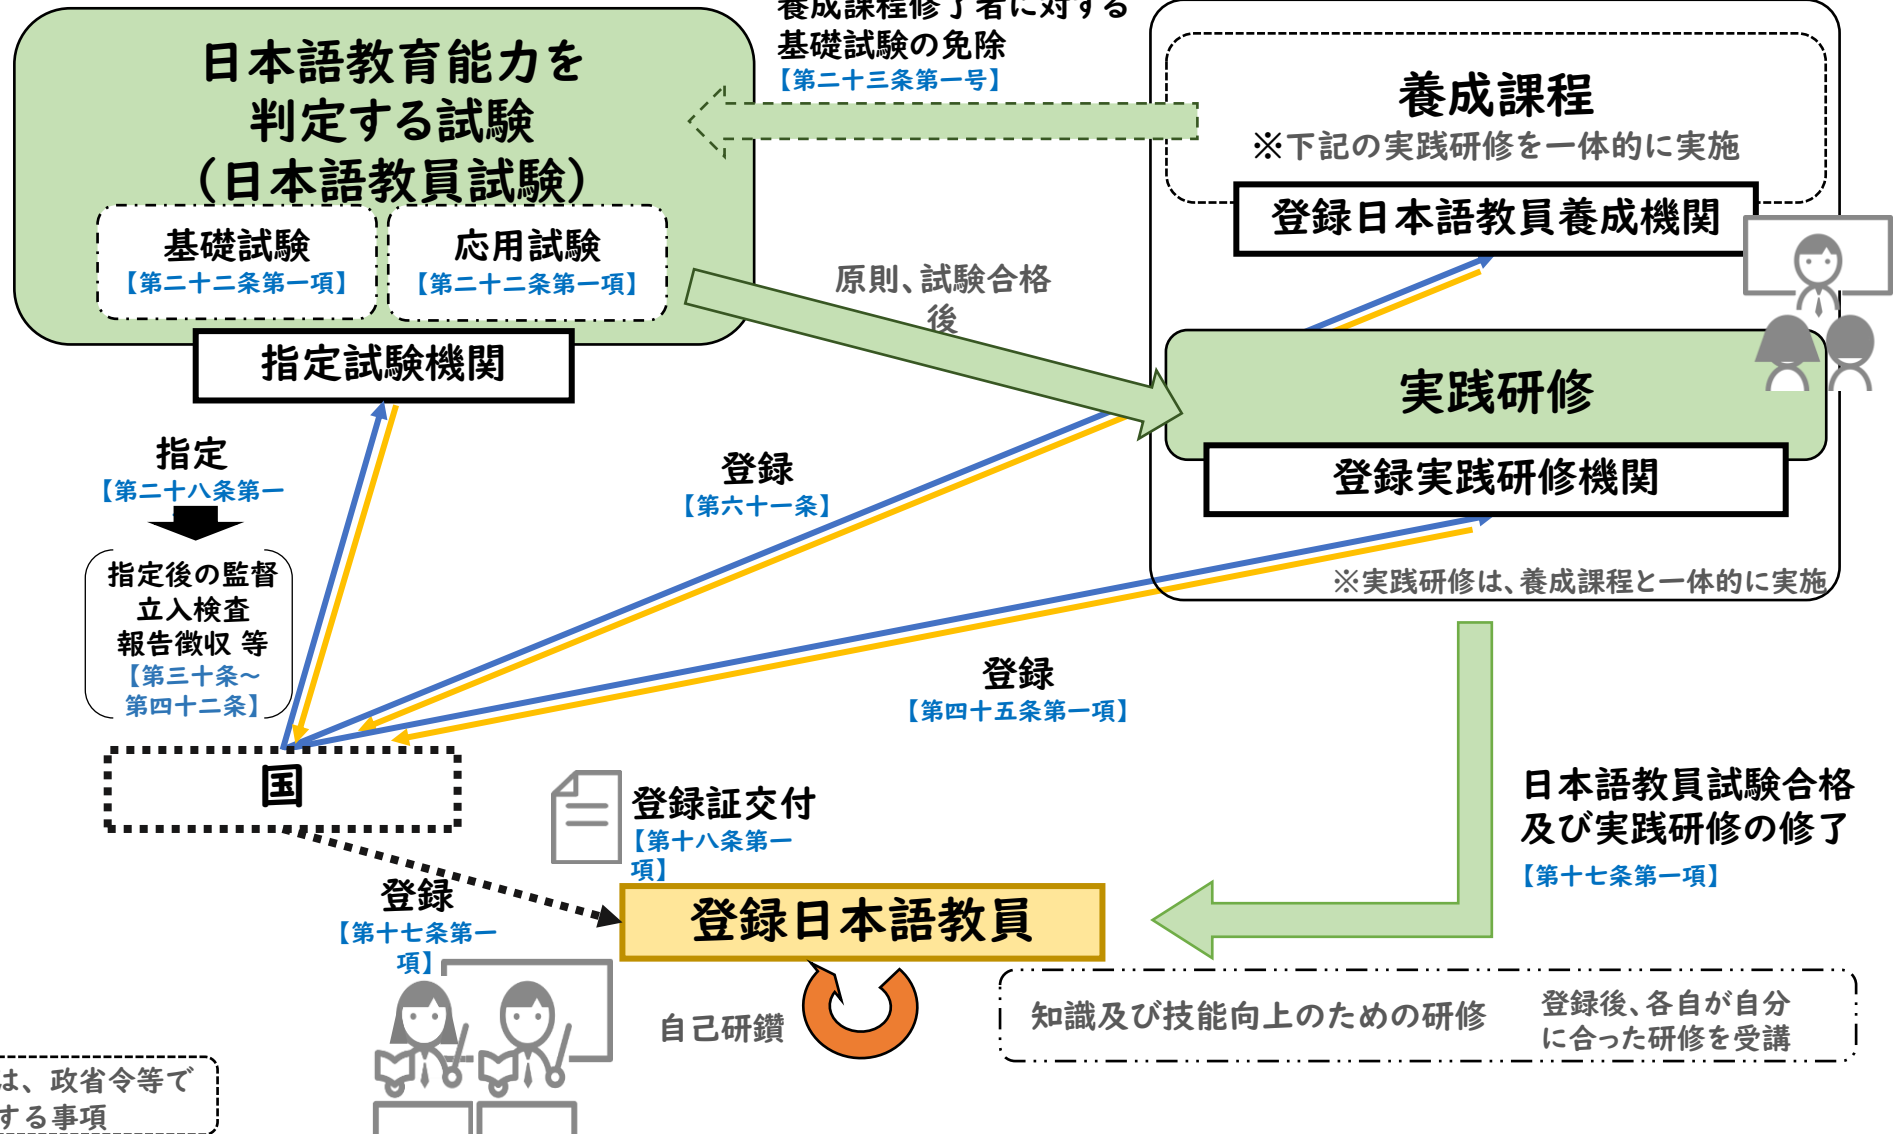 養成課程修了者に対する
基礎試験の免除
【第二十三条第一号】
日本語教育能力を
判定する試験
（日本語教員試験）
基礎試験
【第二十二条第一項】
応用試験
【第二十二条第一項】
指定試験機関
養成課程
※下記の実践研修を一体的に実施
登録日本語教員養成機関
原則、試験合格
後
実践研修
登録実践研修機関
※実践研修は、養成課程と一体的に実施
指定
【第二十八条第一
指定後の監督
立入検査
報告徴収 等
【第三十条～
第四十二条】
登録
【第六十一条】
登録
【第四十五条第一項】
国
登録証交付
【第十八条第一
項】
登録
【第十七条第一
項】
登録日本語教員
日本語教員試験合格
及び実践研修の修了
【第十七条第一項】
自己研鑽
知識及び技能向上のための研修
登録後、各自が自分
に合った研修を受講
は、政省令等で
する事項